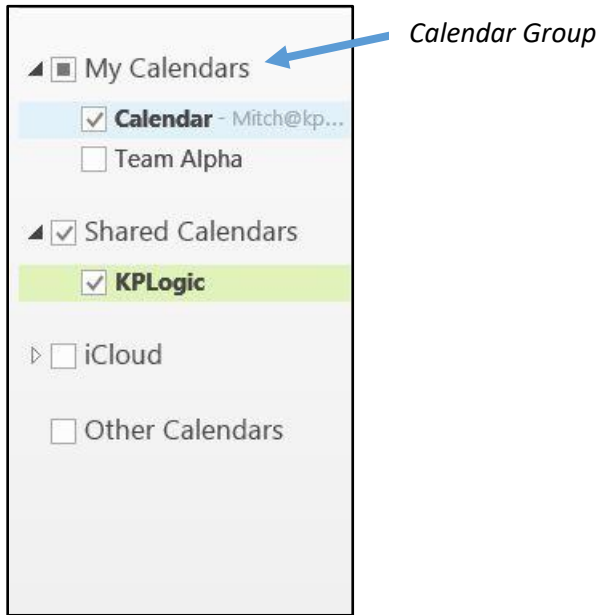 Calendar Group
My Calendars
Calendar - Mitch@kp...
Team Alpha
Shared Calendars
KPLogic
iCloud
Other Calendars